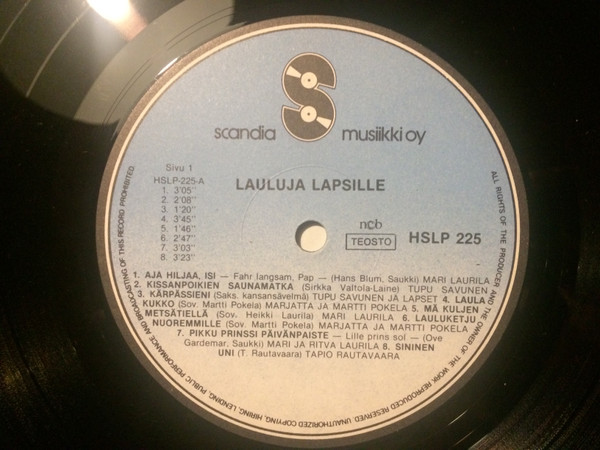 scandia musiikki oy
Sivu 1
HSLP-225-A
1. 3'05''
2. 2'08''
3. 1'20''
4. 3'45''
5. 1'46''
6. 2'47''
7. 3'03''
8. 3'23''
LAULUJA LAPSILLE
ncb
TEOSTO
HSLP 225
1. AJA HILJAA, ISI – Fahr langsam, Pap – (Hans Blum, Saukki) MARI LAURILA
2. KISSANPOIKIEN SAUNAMATKA (Sirkka Valtola-Laine) TUPU SAVUNEN
3. KÄRPÄSSIENI (Saks. kansansävelmä) TUPU SAVUNEN JÄ LAPSET 4. LAULA
KUKKO (Sov. Martti Pokela) MARJATTA JA MARTTI POKELA 5. MÄ KULJEN
METSÄTIELLÄ (Sov. Heikki Laurila) MARI LAURILA 6. LAULUKETJU
NUOREMMILLE (Sov. Martti Pokela) MARJATTA JA MARTTI POKELA
7. PIKKU PRINSSI PÄIVÄNPAISTE – Lille prins sol – (Ove
Gardemar, Saukki) MARI JA RITVA LAURILA 8. SININEN
UNI (T. Rautavaara) TAPIO RAUTAVAARA
ALL RIGHTS OF THE PRODUCER AND THE OWNER OF THE WORK REPRODUCED RESERVED. UNAUTHORIZED COPYING, HIRING, LENDING, PUBLIC PERFORMANCE AND BROADCASTING OF THIS RECORD PROHIBITED